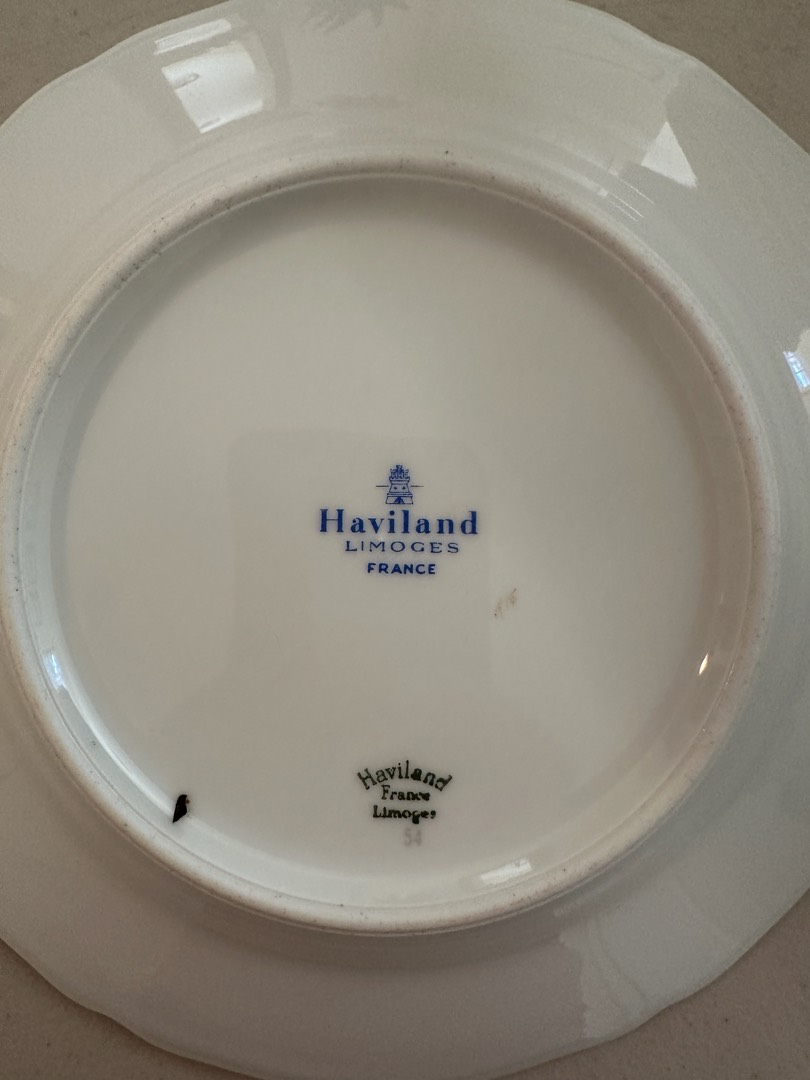 Haviland
LIMOGES
FRANCE
Haviland
France
Limoges
54